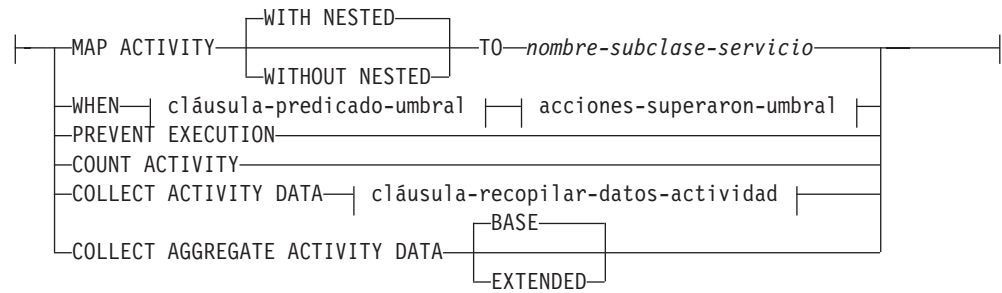 WITH NESTED
MAP ACTIVITY TO nombre-subclase-servicio
WITHOUT NESTED
WHEN cláusula-predicado-umbral acciones-superaron-umbral
PREVENT EXECUTION
COUNT ACTIVITY
COLLECT ACTIVITY DATA cláusula-recopilar-datos-actividad
BASE
COLLECT AGGREGATE ACTIVITY DATA
EXTENDED